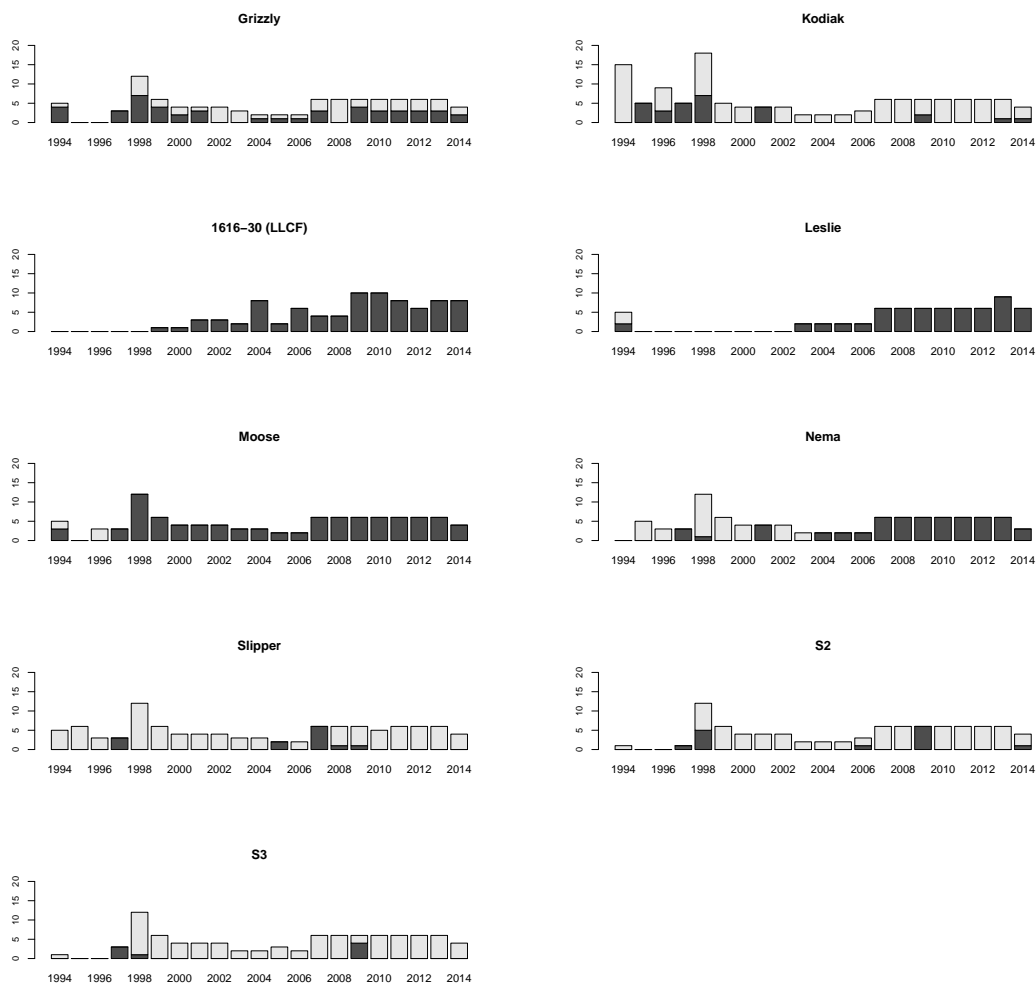 Grizzly
0 5 10 15 20
1994 1996 1998 2000 2002 2004 2006 2008 2010 2012 2014
Kodiak
0 5 10 15 20
1994 1996 1998 2000 2002 2004 2006 2008 2010 2012 2014
1616−30 (LLCF)
0 5 10 15 20
1994 1996 1998 2000 2002 2004 2006 2008 2010 2012 2014
Leslie
0 5 10 15 20
1994 1996 1998 2000 2002 2004 2006 2008 2010 2012 2014
Moose
0 5 10 15 20
1994 1996 1998 2000 2002 2004 2006 2008 2010 2012 2014
Nema
0 5 10 15 20
1994 1996 1998 2000 2002 2004 2006 2008 2010 2012 2014
Slipper
0 5 10 15 20
1994 1996 1998 2000 2002 2004 2006 2008 2010 2012 2014
S2
0 5 10 15 20
1994 1996 1998 2000 2002 2004 2006 2008 2010 2012 2014
S3
0 5 10 15 20
1994 1996 1998 2000 2002 2004 2006 2008 2010 2012 2014